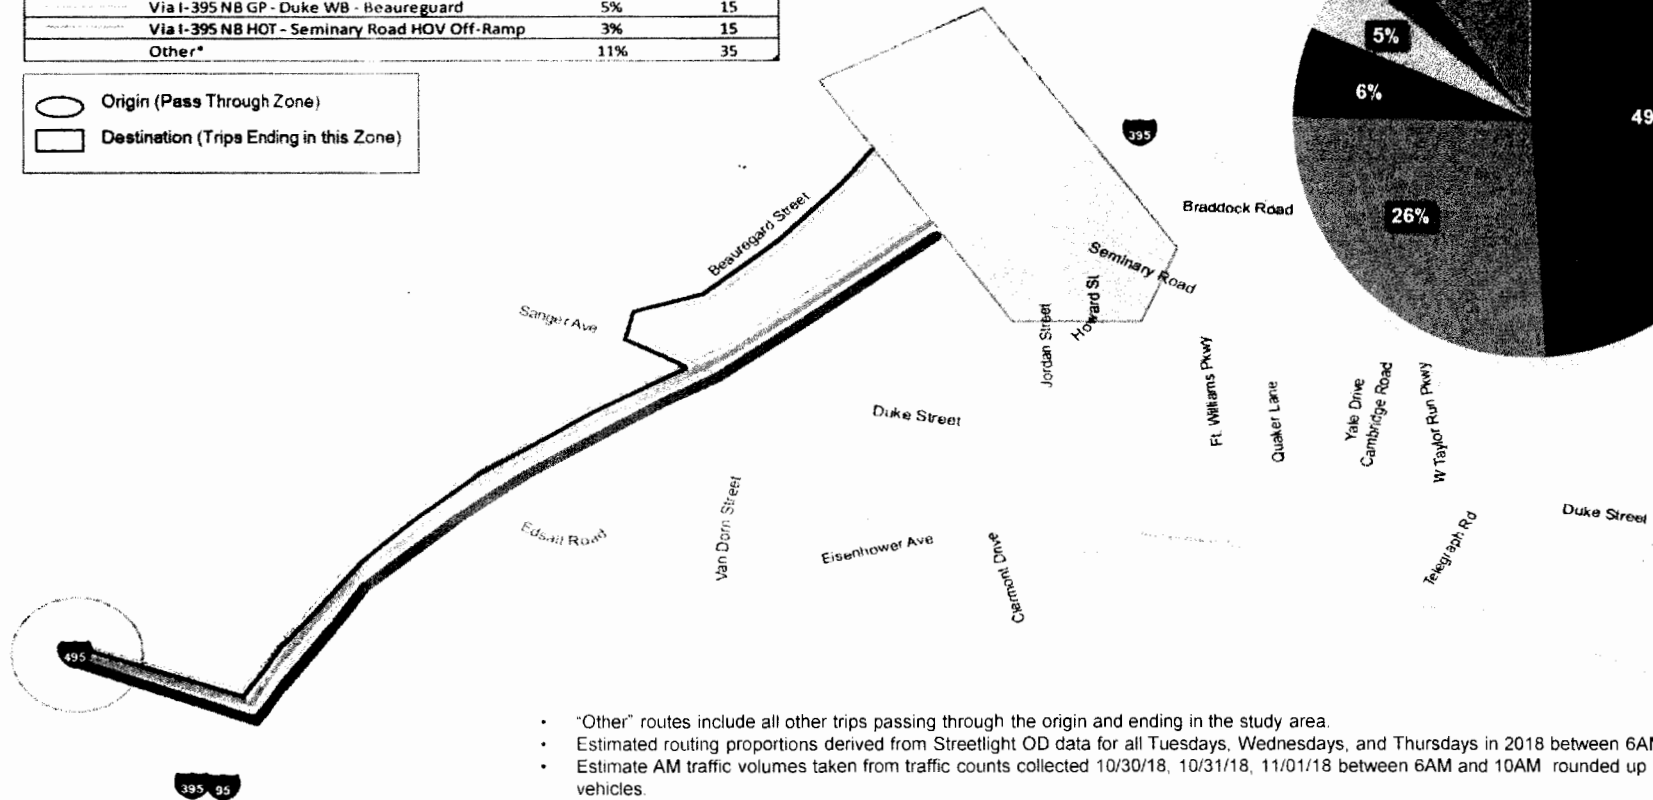 Via I-395 NB GP - Duke WB - Beaureguard 5% 15
Via I-395 NB HOT - Seminary Road HOV Off-Ramp 3% 15
Other* 11% 35
Origin (Pass Through Zone)
Destination (Trips Ending in this Zone)
5%
6%
49
26%
395
Braddock Road
Beauregard Street
Seminary Road
Sanger Ave
Jordan Street
Howard St
Duke Street
Ft. Williams Pkwy
Quaker Lane
Yale Drive
Cambridge Road
W Taylor Run Pkwy
Edsall Road
Van Dorn Street
Eisenhower Ave
Clermont Drive
Telegraph Rd
Duke Street
495
395 95
• "Other" routes include all other trips passing through the origin and ending in the study area.
• Estimated routing proportions derived from Streetlight OD data for all Tuesdays, Wednesdays, and Thursdays in 2018 between 6AM
• Estimate AM traffic volumes taken from traffic counts collected 10/30/18, 10/31/18, 11/01/18 between 6AM and 10AM rounded up
vehicles.